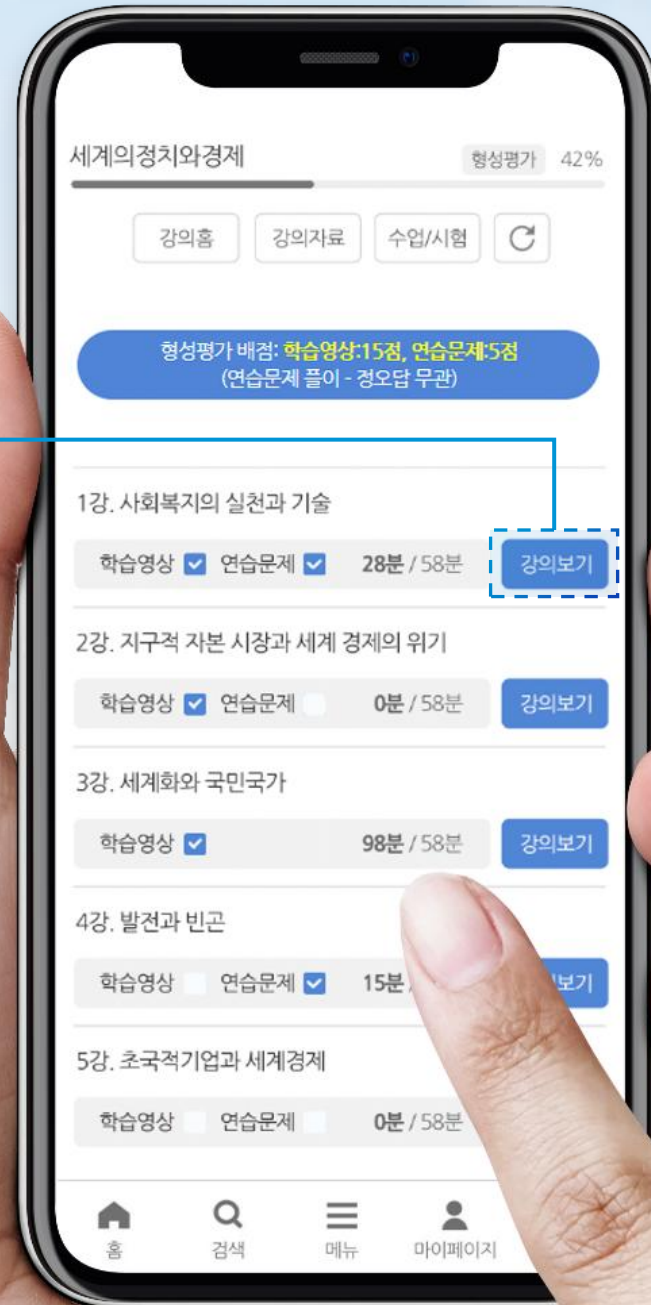 세계의정치와경제 형성평가 42%
강의홈 강의자료 수업/시험
형성평가 배점: 학습영상:15점, 연습문제:5점
(연습문제 플이 - 정오답 무관)
1강. 사회복지의 실천과 기술
학습영상 연습문제 28분 / 58분 강의보기
2강. 지구적 자본 시장과 세계 경제의 위기
학습영상 연습문제 0분 / 58분 강의보기
3강. 세계화와 국민국가
학습영상 98분 / 58분 강의보기
4강. 발전과 빈곤
학습영상 연습문제 15분 / 보기
5강. 초국적기업과 세계경제
학습영상 연습문제 0분 / 58분
홈 검색 메뉴 마이페이지